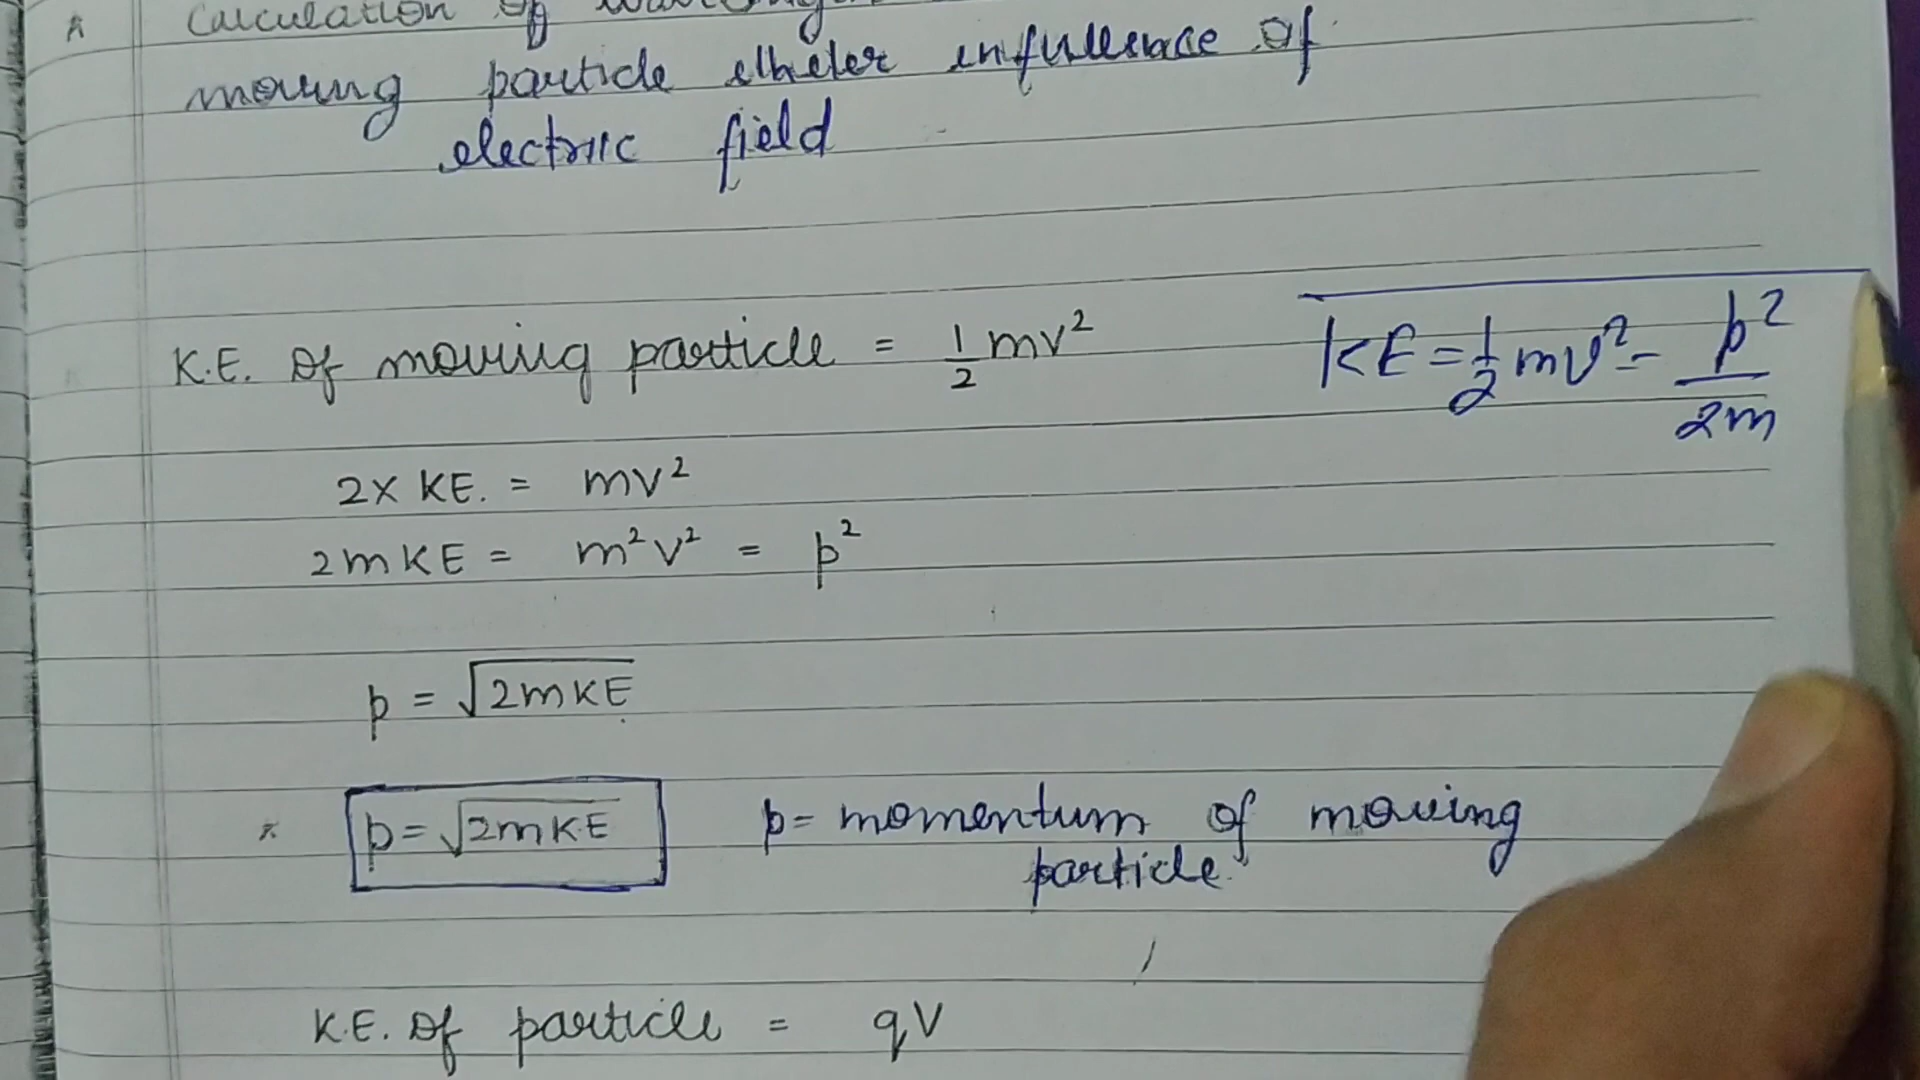 Calculation of
moving particle under influence of
electric field
K.E. of moving particle = 1/2 mv²
KE = 1/2 mv² = p²/2m
2 x KE. = mv²
2mKE = m²v² = p²
p = √2mKE
p = √2mKE
p = momentum of moving
particle.
K.E. of particle = qV